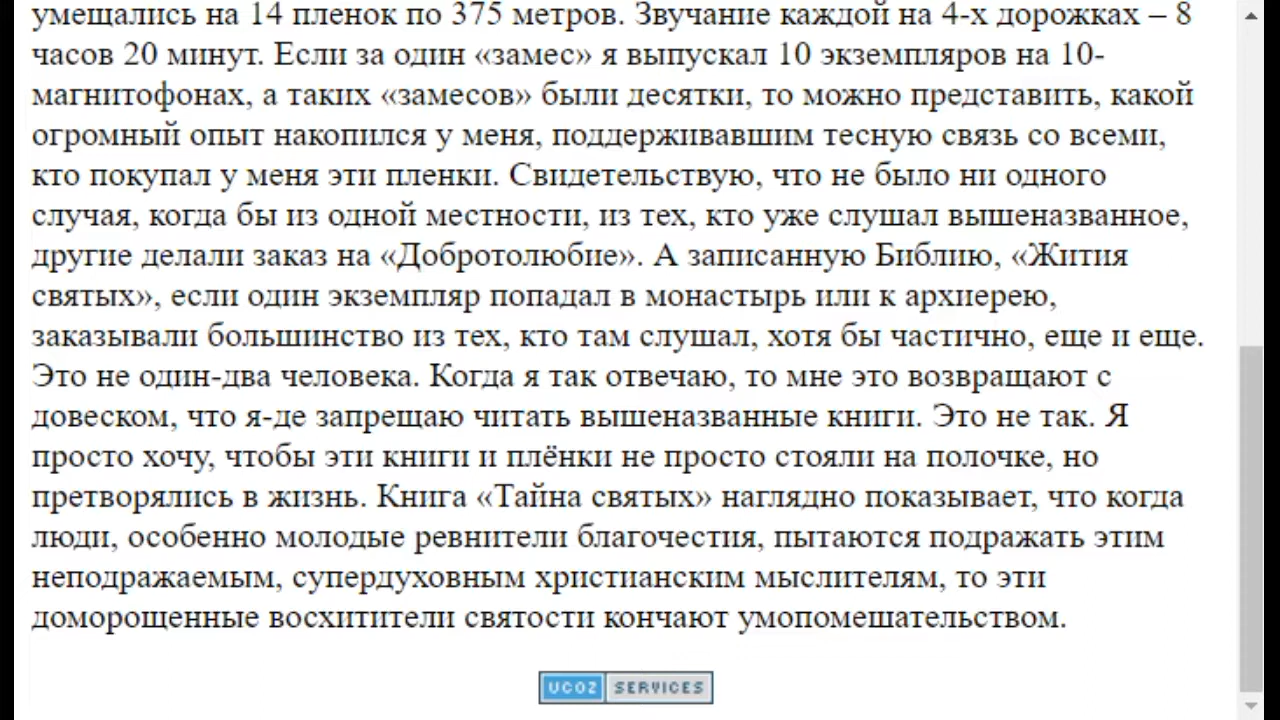 умещались на 14 пленок по 375 метров. Звучание каждой на 4-х дорожках – 8
часов 20 минут. Если за один «замес» я выпускал 10 экземпляров на 10-
магнитофонах, а таких «замесов» были десятки, то можно представить, какой
огромный опыт накопился у меня, поддерживавшим тесную связь со всеми,
кто покупал у меня эти пленки. Свидетельствую, что не было ни одного
случая, когда бы из одной местности, из тех, кто уже слушал вышеназванное,
другие делали заказ на «Добротолюбие». А записанную Библию, «Жития
святых», если один экземпляр попадал в монастырь или к архиерею,
заказывали большинство из тех, кто там слушал, хотя бы частично, еще и еще.
Это не один-два человека. Когда я так отвечаю, то мне это возвращают с
довеском, что я-де запрещаю читать вышеназванные книги. Это не так. Я
просто хочу, чтобы эти книги и плёнки не просто стояли на полочке, но
претворялись в жизнь. Книга «Тайна святых» наглядно показывает, что когда
люди, особенно молодые ревнители благочестия, пытаются подражать этим
неподражаемым, супердуховным христианским мыслителям, то эти
доморощенные восхитители святости кончают умопомешательством.
UCOZ SERVICES